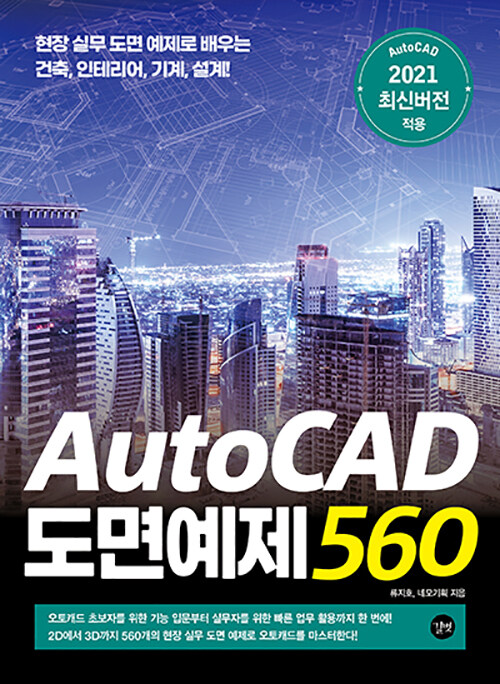 현장 실무 도면 예제로 배우는
건축, 인테리어, 기계, 설계!
AutoCAD
2021
최신버전
적용
AutoCAD
도면예제 560
류지호, 네모기획 지음
오토캐드 초보자를 위한 기능 입문부터 실무자를 위한 빠른 업무 활용까지 한 번에!
2D에서 3D까지 560개의 현장 실무 도면 예제로 오토캐드를 마스터한다!
길벗